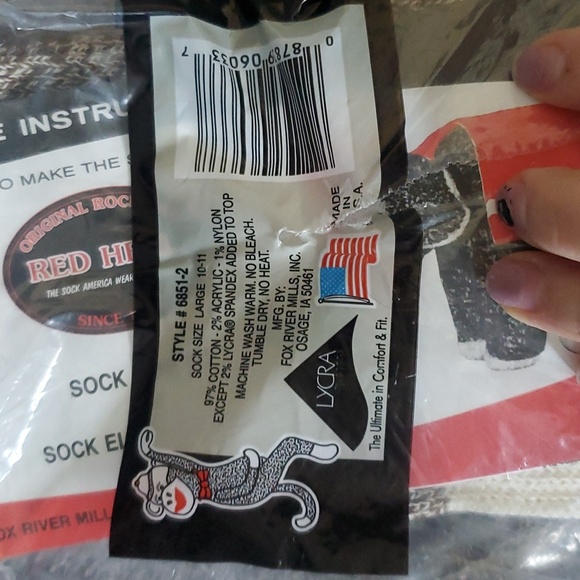 E INSTRU
O MAKE THE
ORIGINAL ROC
RED HE
THE SOCK AMERICA WEAR
SINCE
SOCK
SOCK EL
OX RIVER MILL
0 87899 06033 7
STYLE # 6851-2
SOCK SIZE LARGE 10-11
97% COTTON - 2% ACRYLIC - 1% NYLON
EXCEPT 2% LYCRA® SPANDEX ADDED TO TOP
MACHINE WASH WARM. NO BLEACH.
TUMBLE DRY, NO HEAT.
MFG. BY:
FOX RIVER MILLS, INC.
OSAGE, IA 50461
MADE
IN
U.S.A.
LYCRA
The Ultimate in Comfort & Fit.